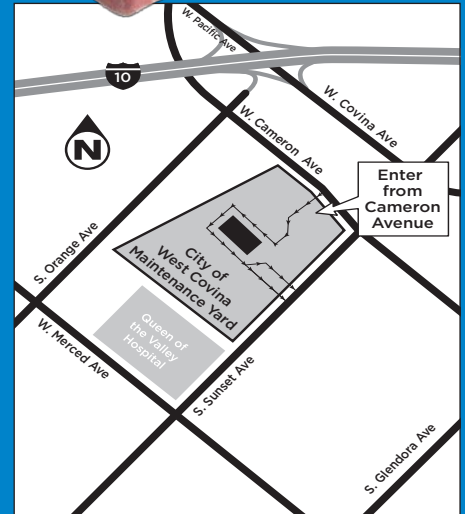 W. Pacific Ave
10
W. Covina Ave
W. Cameron Ave
N
Enter
from
Cameron
Avenue
S. Orange Ave
City of
West Covina
Maintenance Yard
Queen of
the Valley
Hospital
W. Merced Ave
S. Sunset Ave
S. Glendora Ave